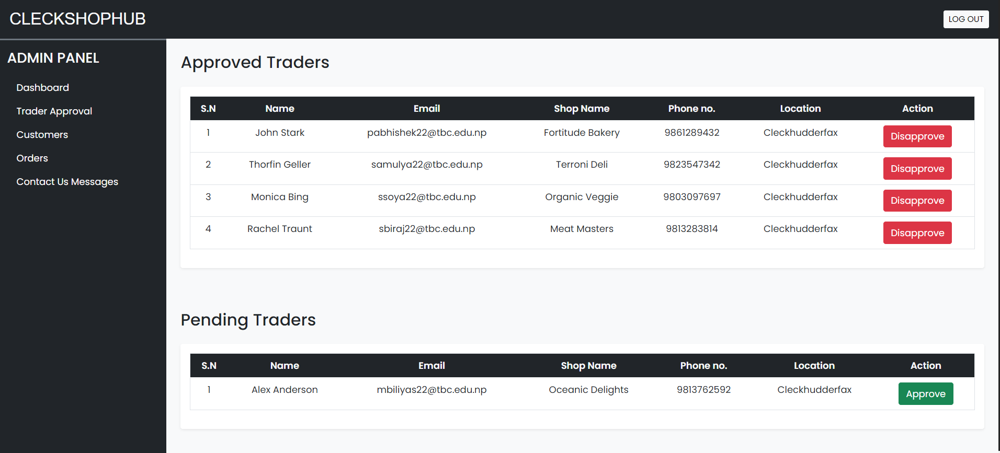 CLECKSHOPHUB
LOG OUT
ADMIN PANEL
Dashboard
Trader Approval
Customers
Orders
Contact Us Messages
Approved Traders
S.N Name Email Shop Name Phone no. Location Action
1 John Stark pabhishek22@tbc.edu.np Fortitude Bakery 9861289432 Cleckhudderfax Disapprove
2 Thorfin Geller samulya22@tbc.edu.np Terroni Deli 9823547342 Cleckhudderfax Disapprove
3 Monica Bing ssoya22@tbc.edu.np Organic Veggie 9803097697 Cleckhudderfax Disapprove
4 Rachel Traunt sbiraj22@tbc.edu.np Meat Masters 9813283814 Cleckhudderfax Disapprove
Pending Traders
S.N Name Email Shop Name Phone no. Location Action
1 Alex Anderson mbiliyas22@tbc.edu.np Oceanic Delights 9813762592 Cleckhudderfax Approve